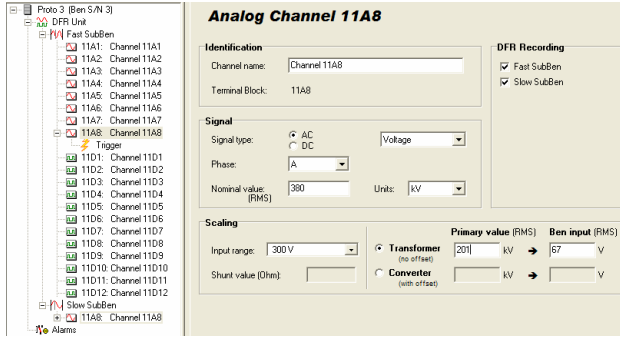 Proto 3 (Ben S/N 3)
DFR Unit
Fast SubBen
11A1: Channel 11A1
11A2: Channel 11A2
11A3: Channel 11A3
11A4: Channel 11A4
11A5: Channel 11A5
11A6: Channel 11A6
11A7: Channel 11A7
11A8: Channel 11A8
Trigger
11D1: Channel 11D1
11D2: Channel 11D2
11D3: Channel 11D3
11D4: Channel 11D4
11D5: Channel 11D5
11D6: Channel 11D6
11D7: Channel 11D7
11D8: Channel 11D8
11D9: Channel 11D9
11D10: Channel 11D10
11D11: Channel 11D11
11D12: Channel 11D12
Slow SubBen
11A8: Channel 11A8
Alarms
Analog Channel 11A8
Identification
Channel name: Channel 11A8
Terminal Block: 11A8
DFR Recording
Fast SubBen
Slow SubBen
Signal
Signal type: AC Voltage
DC
Phase: A
Nominal value: 380 Units: kV
(RMS)
Scaling
Primary value (RMS) Ben input (RMS)
Input range: 300 V Transformer 201 kV ➔ 67 V
(no offset)
Shunt value (Ohm): Converter kV ➔ V
(with offset)